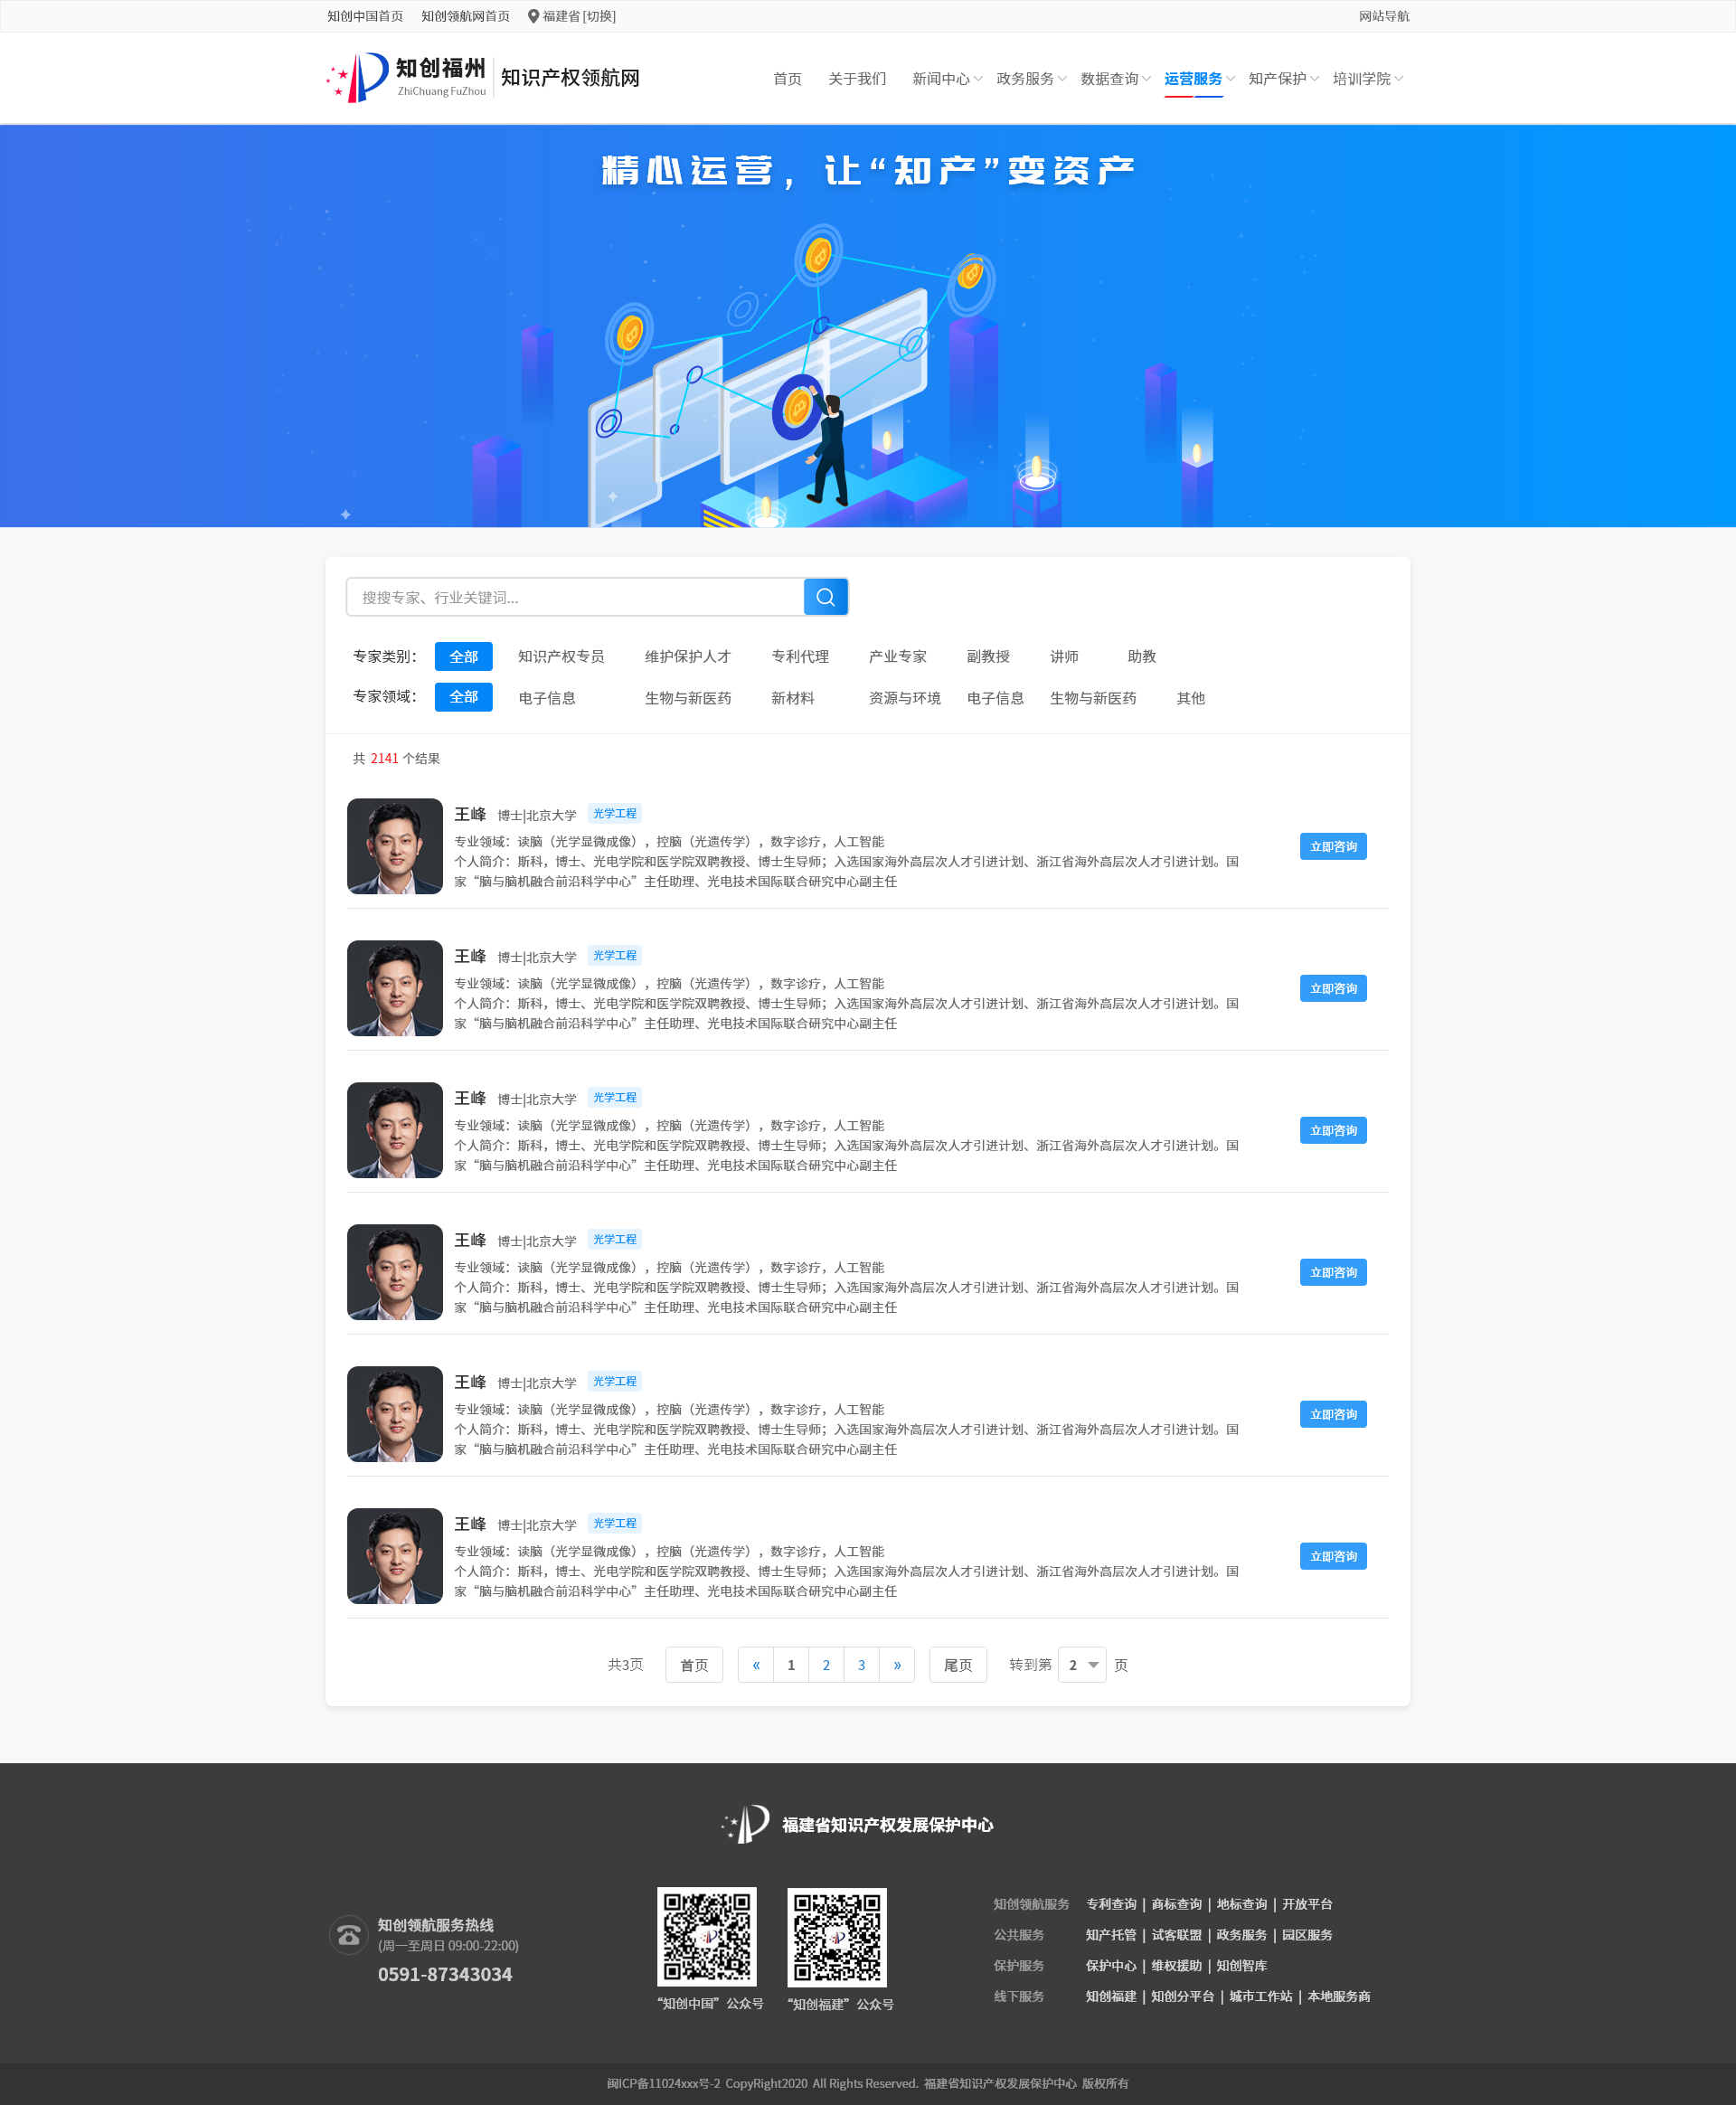 知创中国首页 知创领航网首页 福建省 [切换] 网站导航
知创福州 ZhiChuang FuZhou 知识产权领航网 首页 关于我们 新闻中心 政务服务 数据查询 运营服务 知产保护 培训学院
精心运营，让“知产”变资产
搜搜专家、行业关键词...
专家类别： 全部 知识产权专员 维护保护人才 专利代理 产业专家 副教授 讲师 助教
专家领域： 全部 电子信息 生物与新医药 新材料 资源与环境 电子信息 生物与新医药 其他
共 2141 个结果
王峰 博士|北京大学 光学工程
专业领域：读脑（光学显微成像），控脑（光遗传学），数字诊疗，人工智能
立即咨询
个人简介：斯科，博士、光电学院和医学院双聘教授、博士生导师；入选国家海外高层次人才引进计划、浙江省海外高层次人才引进计划。国
家“脑与脑机融合前沿科学中心”主任助理、光电技术国际联合研究中心副主任
王峰 博士|北京大学 光学工程
专业领域：读脑（光学显微成像），控脑（光遗传学），数字诊疗，人工智能
立即咨询
个人简介：斯科，博士、光电学院和医学院双聘教授、博士生导师；入选国家海外高层次人才引进计划、浙江省海外高层次人才引进计划。国
家“脑与脑机融合前沿科学中心”主任助理、光电技术国际联合研究中心副主任
王峰 博士|北京大学 光学工程
专业领域：读脑（光学显微成像），控脑（光遗传学），数字诊疗，人工智能
立即咨询
个人简介：斯科，博士、光电学院和医学院双聘教授、博士生导师；入选国家海外高层次人才引进计划、浙江省海外高层次人才引进计划。国
家“脑与脑机融合前沿科学中心”主任助理、光电技术国际联合研究中心副主任
王峰 博士|北京大学 光学工程
专业领域：读脑（光学显微成像），控脑（光遗传学），数字诊疗，人工智能
立即咨询
个人简介：斯科，博士、光电学院和医学院双聘教授、博士生导师；入选国家海外高层次人才引进计划、浙江省海外高层次人才引进计划。国
家“脑与脑机融合前沿科学中心”主任助理、光电技术国际联合研究中心副主任
王峰 博士|北京大学 光学工程
专业领域：读脑（光学显微成像），控脑（光遗传学），数字诊疗，人工智能
立即咨询
个人简介：斯科，博士、光电学院和医学院双聘教授、博士生导师；入选国家海外高层次人才引进计划、浙江省海外高层次人才引进计划。国
家“脑与脑机融合前沿科学中心”主任助理、光电技术国际联合研究中心副主任
王峰 博士|北京大学 光学工程
专业领域：读脑（光学显微成像），控脑（光遗传学），数字诊疗，人工智能
立即咨询
个人简介：斯科，博士、光电学院和医学院双聘教授、博士生导师；入选国家海外高层次人才引进计划、浙江省海外高层次人才引进计划。国
家“脑与脑机融合前沿科学中心”主任助理、光电技术国际联合研究中心副主任
共3页 首页 « 1 2 3 » 尾页 转到第 2 页
福建省知识产权发展保护中心
知创领航服务热线
(周一至周日 09:00-22:00)
0591-87343034
“知创中国”公众号 “知创福建”公众号
知创领航服务 专利查询 | 商标查询 | 地标查询 | 开放平台
公共服务 知产托管 | 试客联盟 | 政务服务 | 园区服务
保护服务 保护中心 | 维权援助 | 知创智库
线下服务 知创福建 | 知创分平台 | 城市工作站 | 本地服务商
闽ICP备11024xxx号-2 CopyRight2020 All Rights Reserved. 福建省知识产权发展保护中心 版权所有